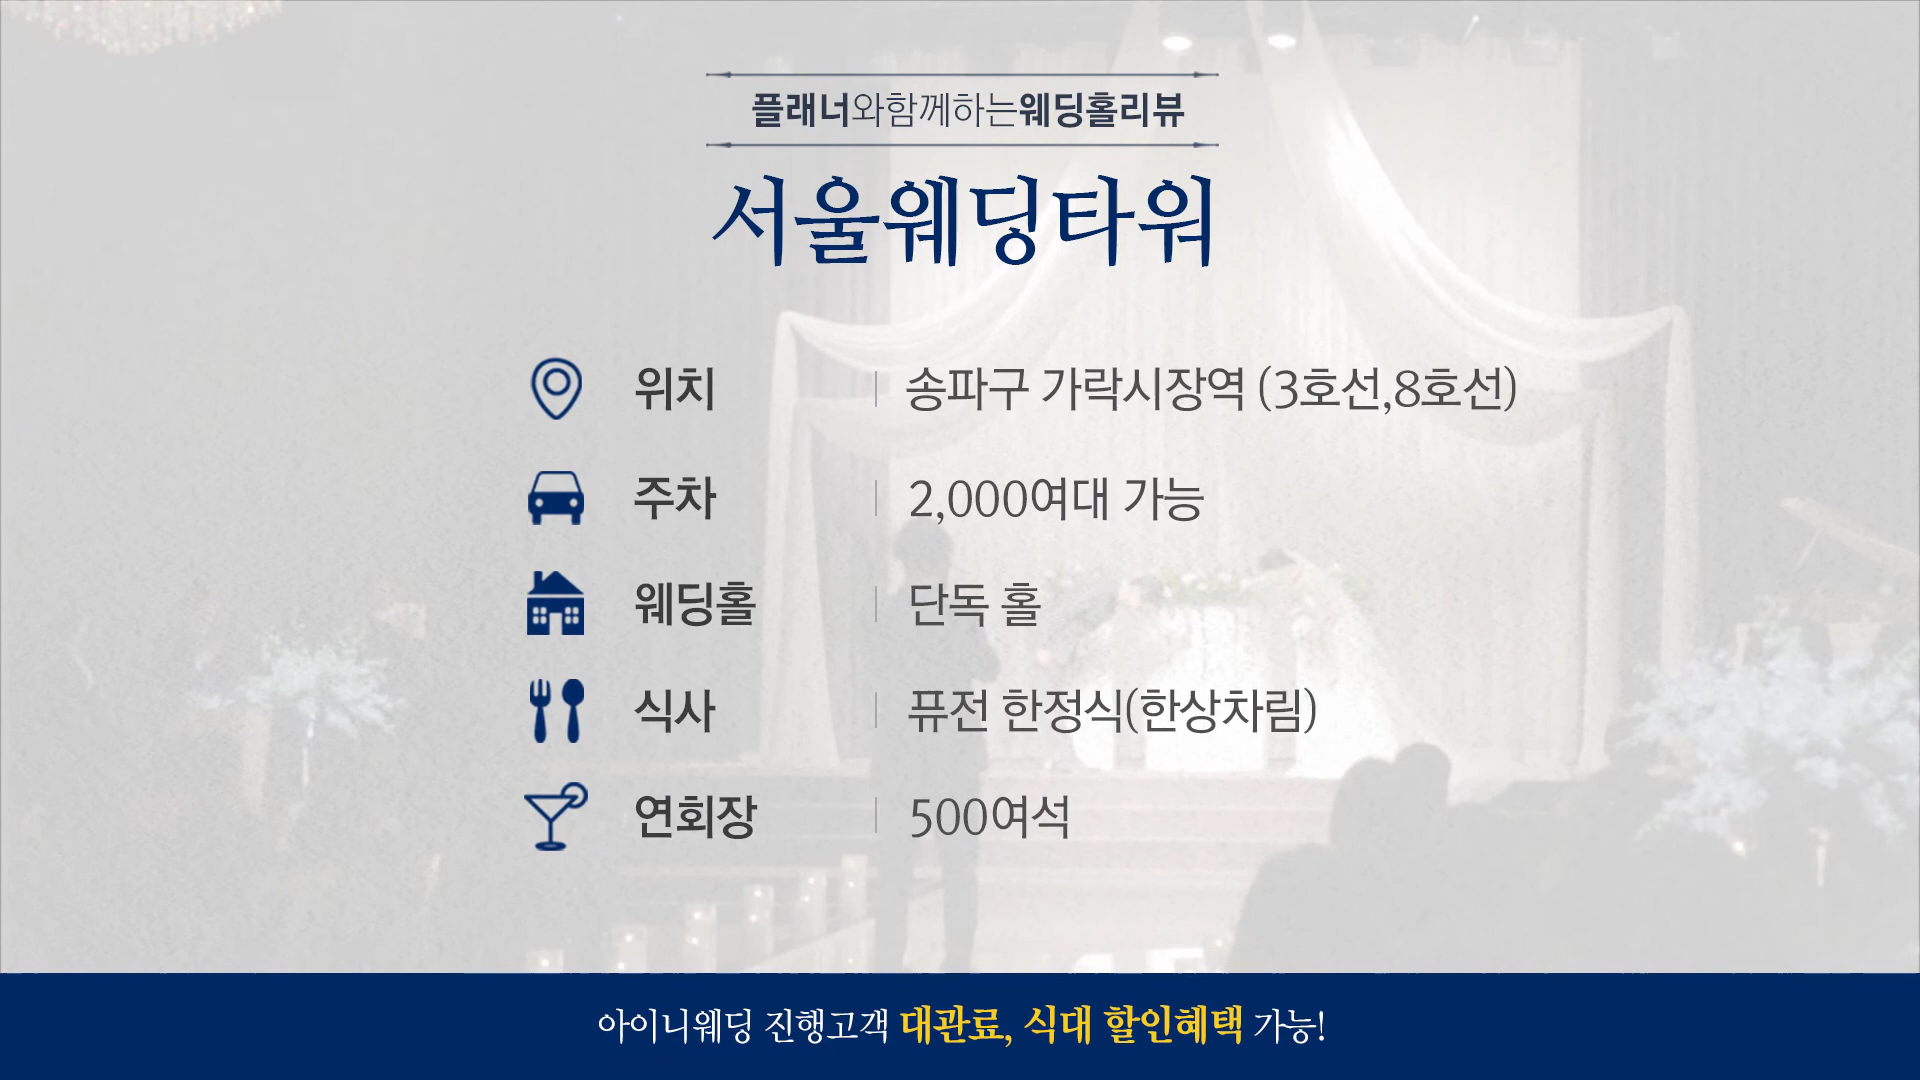 플래너와함께하는웨딩홀리뷰
서울웨딩타워
위치 송파구 가락시장역 (3호선,8호선)
주차 2,000여대 가능
웨딩홀 단독 홀
식사 퓨전 한정식(한상차림)
연회장 500여석
아이니웨딩 진행고객 대관료, 식대 할인혜택 가능!